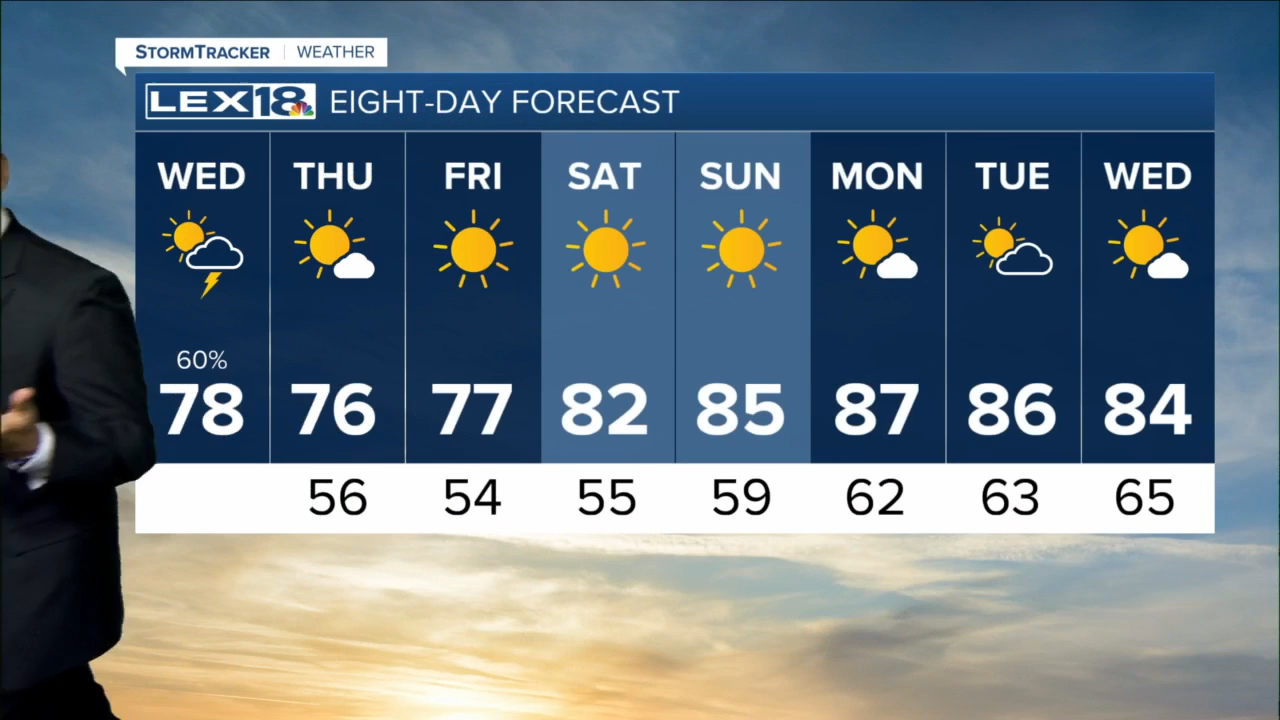 STORMTRACKER | WEATHER
LEX18 EIGHT-DAY FORECAST
WED THU FRI SAT SUN MON TUE WED
60%
78 76 77 82 85 87 86 84
56 54 55 59 62 63 65